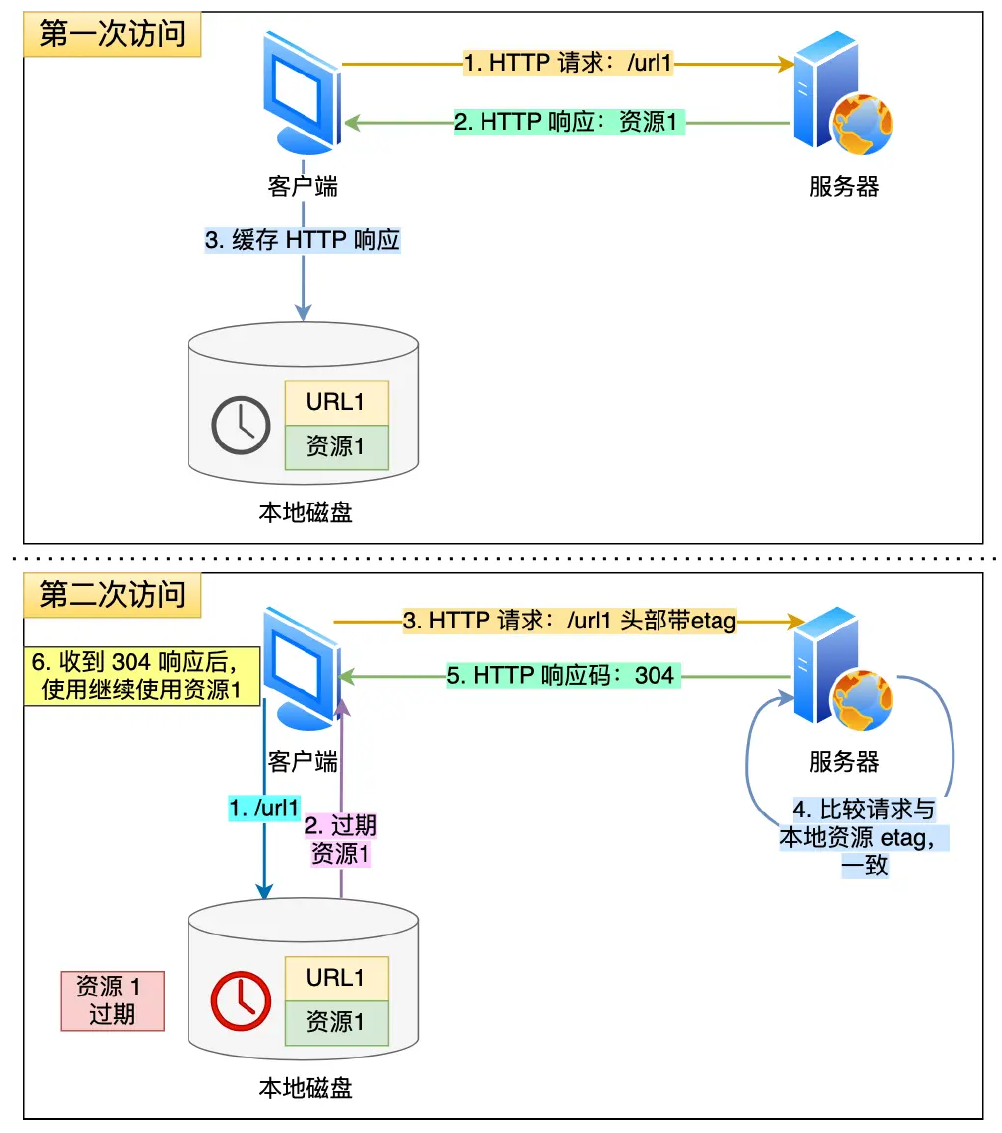 第一次访问
1. HTTP 请求：/url1
2. HTTP 响应：资源1
客户端
服务器
3. 缓存 HTTP 响应
URL1
资源1
本地磁盘
第二次访问
3. HTTP 请求：/url1 头部带etag
6. 收到 304 响应后，
使用继续使用资源1
5. HTTP 响应码：304
客户端
服务器
1. /url1
2. 过期
资源1
4. 比较请求与
本地资源 etag，
一致
资源 1
过期
URL1
资源1
本地磁盘